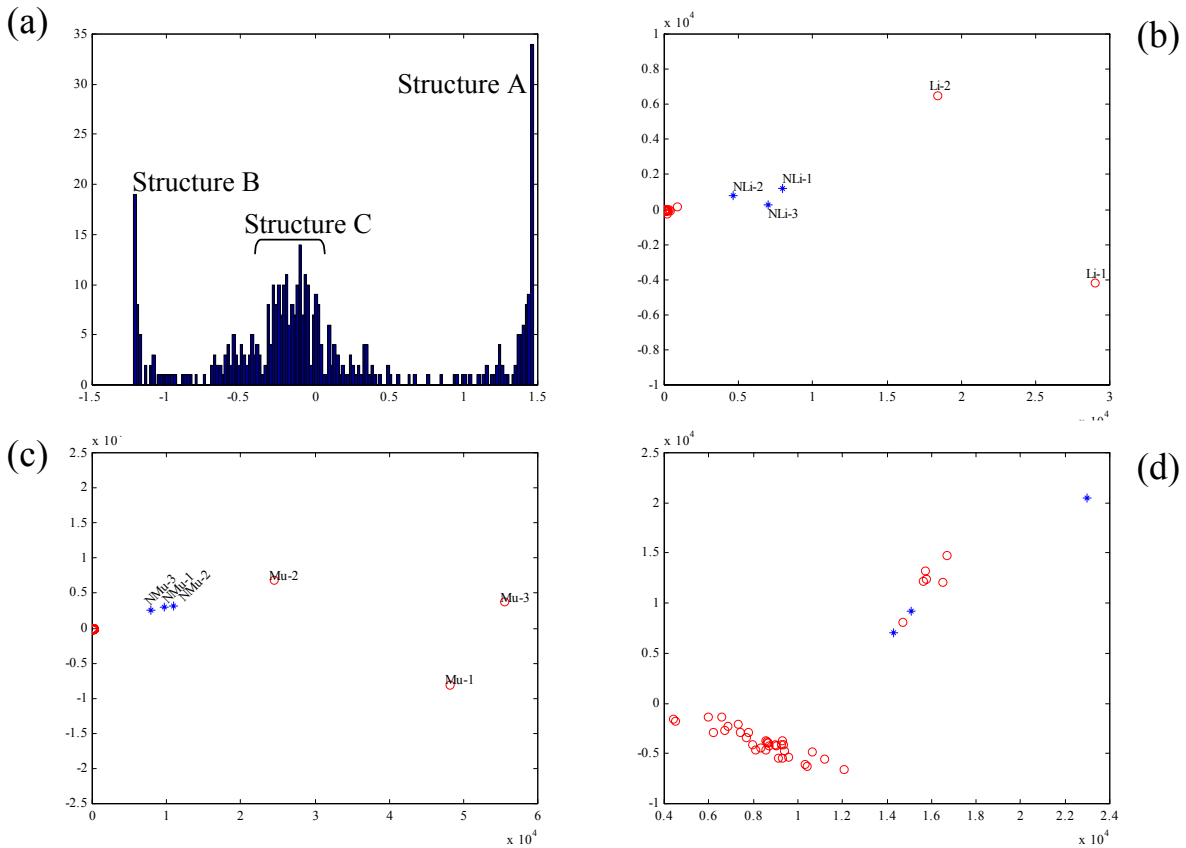 (a)
35
30
25
20
15
10
5
0
Structure A
Structure B
Structure C
-1.5 -1 -0.5 0 0.5 1 1.5
(b)
x 10^4
1
0.8
0.6
0.4
0.2
0
-0.2
-0.4
-0.6
-0.8
-1
Li-2
NLi-2 NLi-1
NLi-3
Li-1
0 0.5 1 1.5 2 2.5 3
(c)
2.5
2
1.5
1
0.5
0
-0.5
-1
-1.5
-2
-2.5
NMu-3 NMu-1 NMu-2
Mu-2
Mu-3
Mu-1
0 1 2 3 4 5 6
x 10^4
(d)
x 10^4
2.5
2
1.5
1
0.5
0
-0.5
-1
0.4 0.6 0.8 1 1.2 1.4 1.6 1.8 2 2.2 2.4
x 10^4